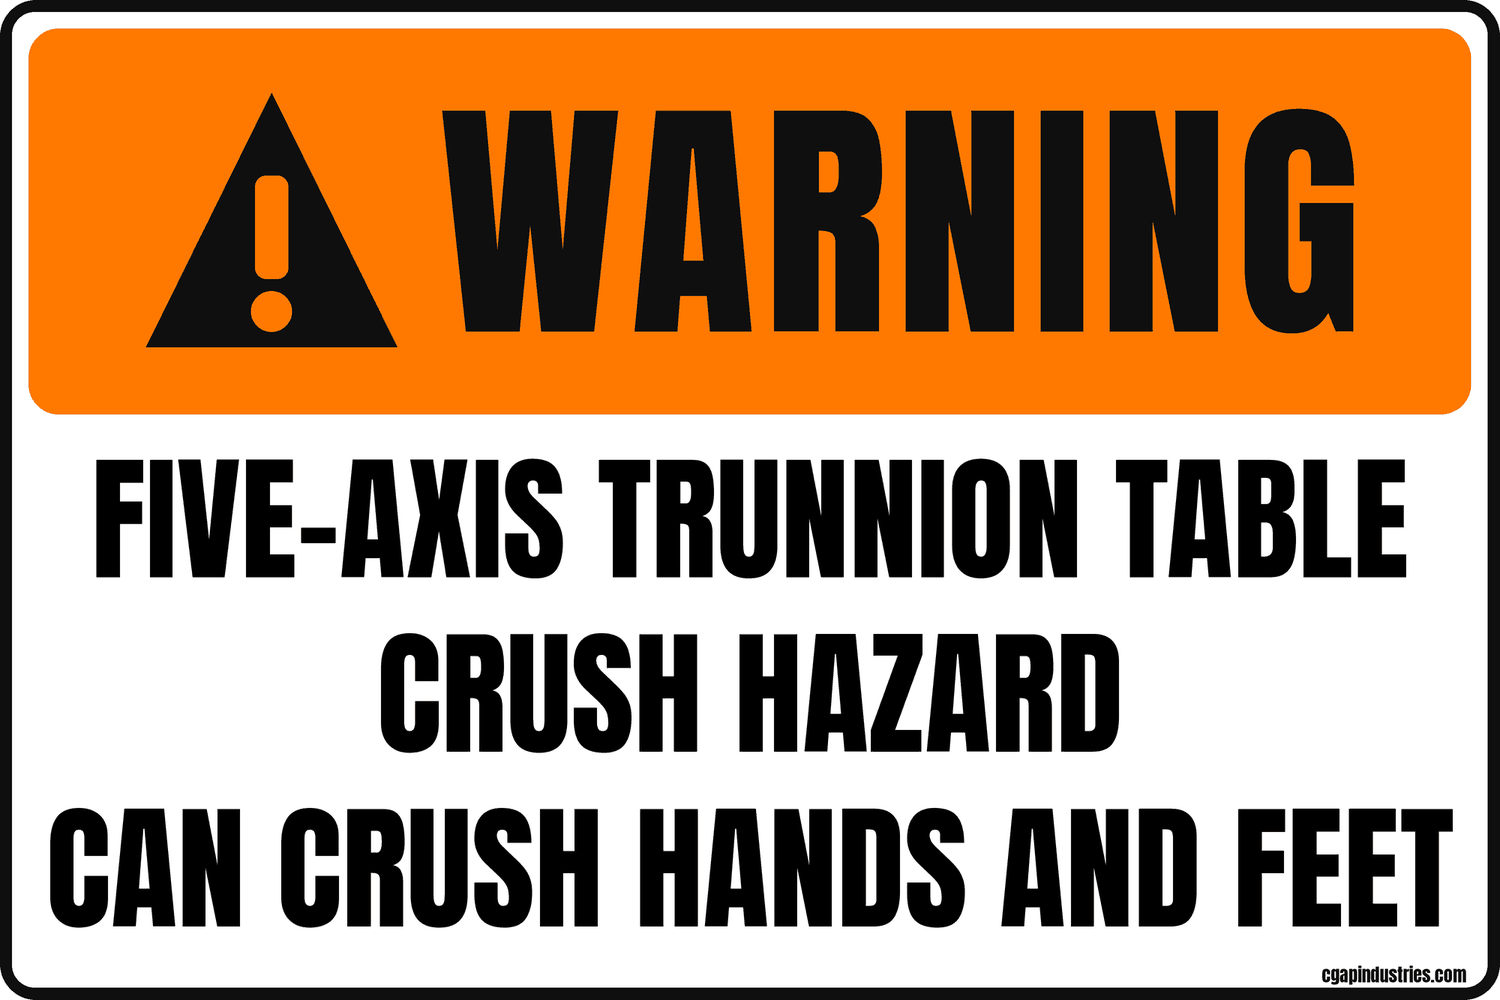 WARNING
FIVE-AXIS TRUNNION TABLE
CRUSH HAZARD
CAN CRUSH HANDS AND FEET
cgapindustries.com